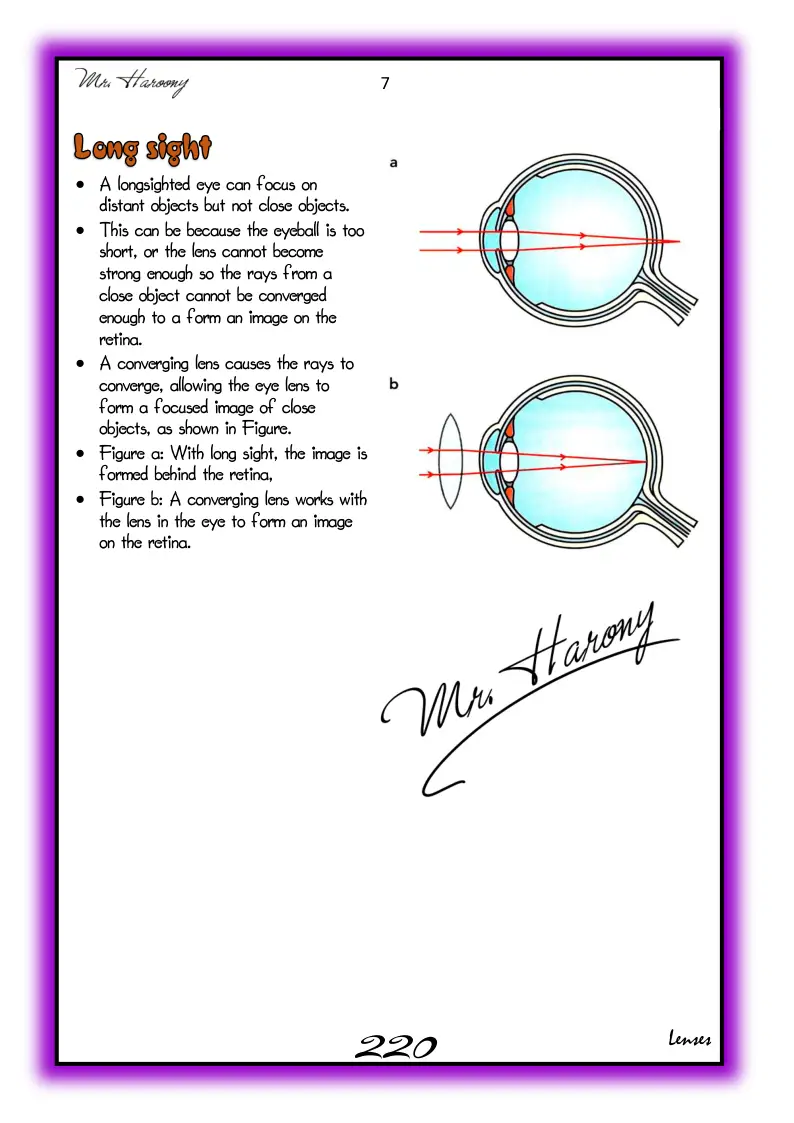 Mr. Haroony
7
Long sight
• A longsighted eye can focus on
distant objects but not close objects.
• This can be because the eyeball is too
short, or the lens cannot become
strong enough so the rays from a
close object cannot be converged
enough to a form an image on the
retina.
• A converging lens causes the rays to
converge, allowing the eye lens to
form a focused image of close
objects, as shown in Figure.
• Figure a: With long sight, the image is
formed behind the retina,
• Figure b: A converging lens works with
the lens in the eye to form an image
on the retina.
a
b
Mr. Harony
220
Lenses